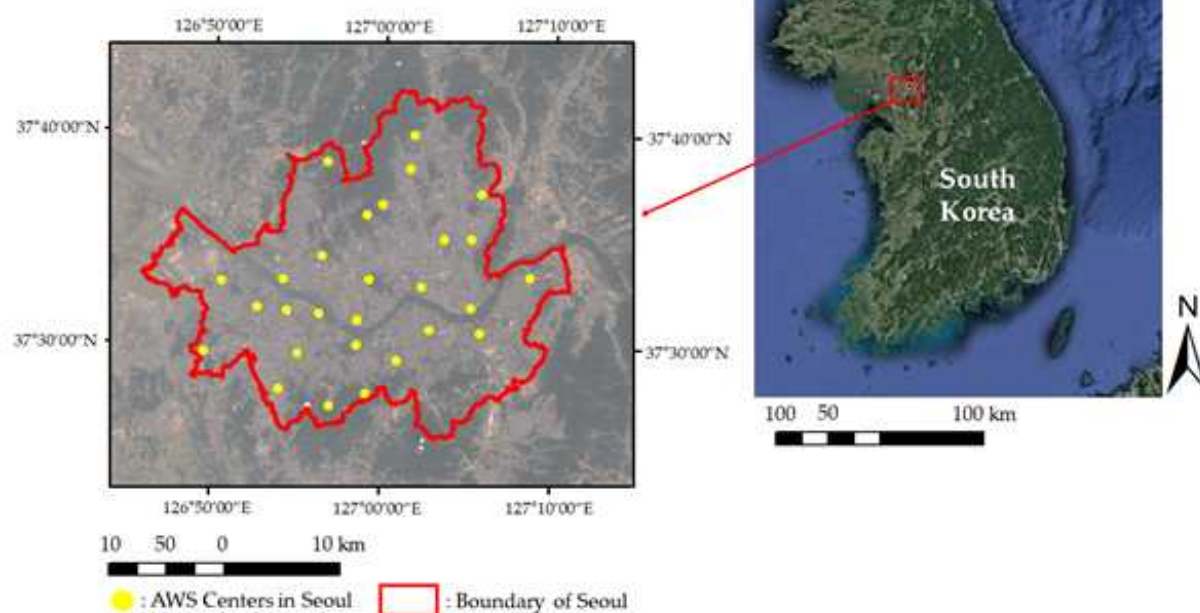 126°50'00"E 127°00'00"E 127°10'00"E
37°40'00"N
37°40'00"N
South
Korea
37°30'00"N
37°30'00"N
N
126°50'00"E 127°00'00"E 127°10'00"E
100 50 100 km
10 50 0 10 km
: AWS Centers in Seoul : Boundary of Seoul